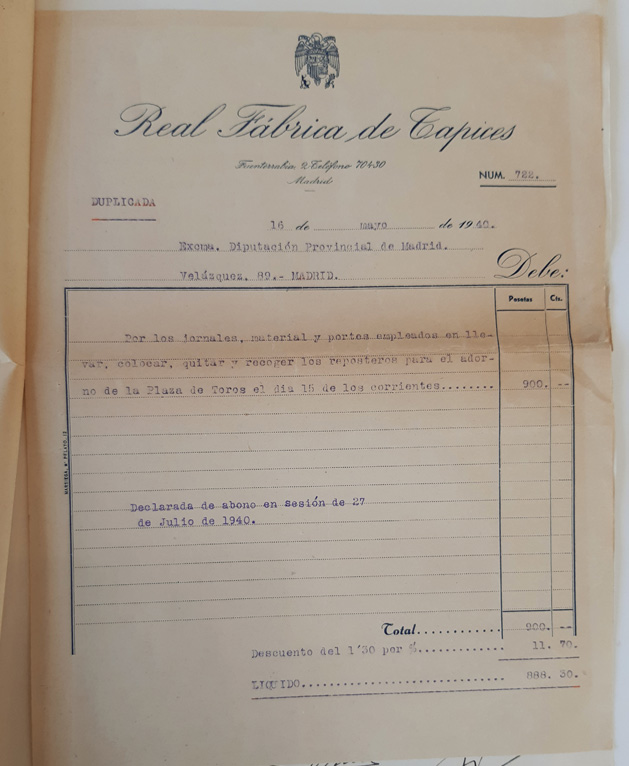 Real Fábrica de Tapices
Fuenterrabia, 2. Teléfono 70430
Madrid
NUM. 722.
DUPLICADA
16 de mayo de 1940.
Excma. Diputación Provincial de Madrid.
Velázquez, 89.- MADRID.
Debe:
Pesetas Cts.
Por los jornales, material y portes empleados en lle-
var, colocar, quitar y recoger los reposteros para el ador-
no de la Plaza de Toros el dia 15 de los corrientes........ 900. --
Declarada de abono en sesión de 27
de Julio de 1940.
Total............ 900. --
Descuento del 1'30 por %............. 11. 70.
LIQUIDO.............................. 888. 30.